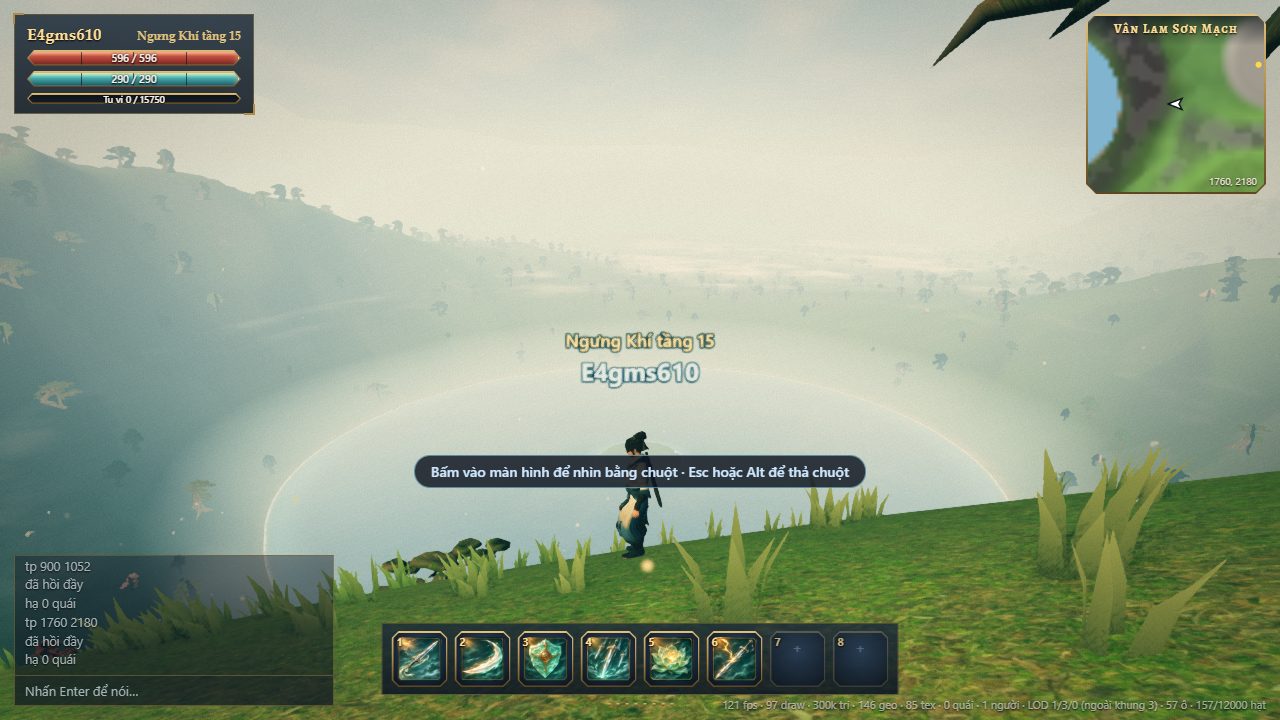 E4gms610 Ngưng Khí tầng 15
596 / 596
290 / 290
Tu vi 0 / 15750
Vân Lam Sơn Mạch
1760, 2180
Ngưng Khí tầng 15
E4gms610
Bấm vào màn hình để nhìn bằng chuột · Esc hoặc Alt để thả chuột
tp 900 1052
đã hồi đầy
hạ 0 quái
tp 1760 2180
đã hồi đầy
hạ 0 quái
Nhấn Enter để nói...
1 2 3 4 5 6 7 8
+ +
121 fps · 97 draw · 300k tri · 146 geo · 85 tex · 0 quái · 1 người · LOD 1/3/0 (ngoài khung 3) · 57 ô · 157/12000 hạt